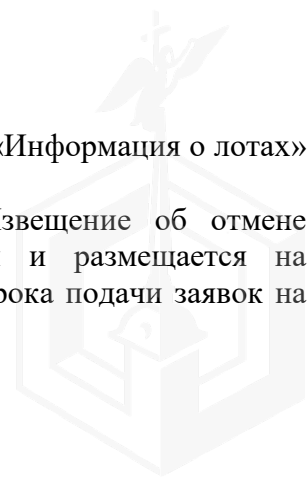 «Информация о лотах»
Извещение об отмене
и размещается на
срока подачи заявок на